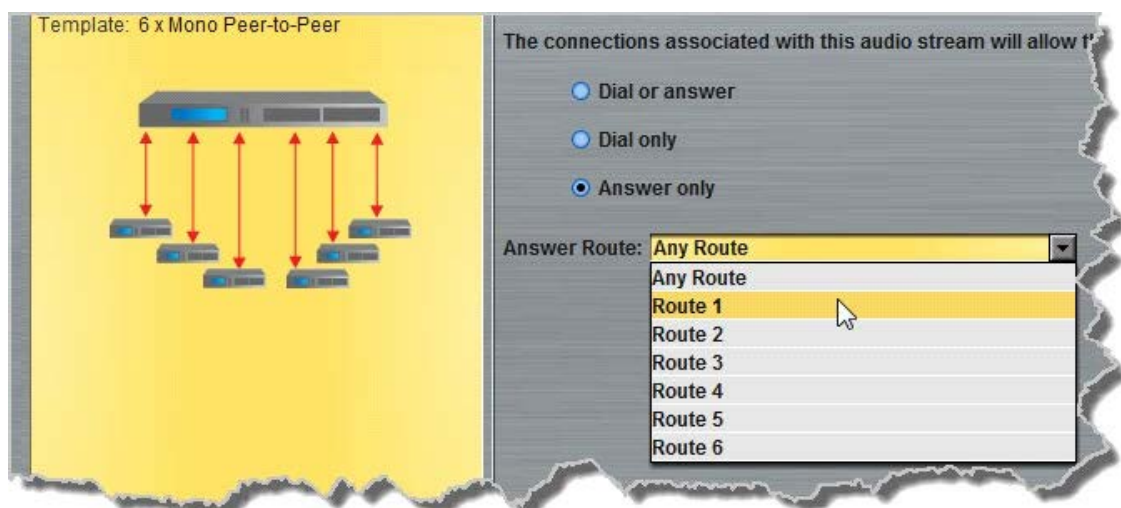 Template: 6 x Mono Peer-to-Peer
The connections associated with this audio stream will allow
Dial or answer
Dial only
Answer only
Answer Route: Any Route
Any Route
Route 1
Route 2
Route 3
Route 4
Route 5
Route 6